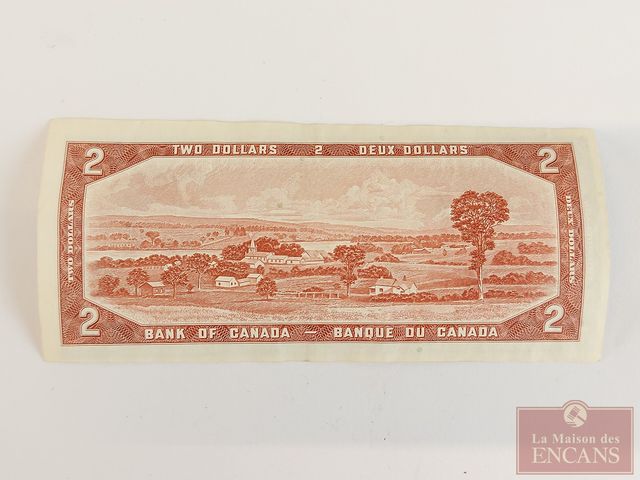 TWO DOLLARS 2 DEUX DOLLARS
2 2
TWO DOLLARS
DEUX DOLLARS
2 2
BANK OF CANADA — BANQUE DU CANADA
La Maison des
ENCANS